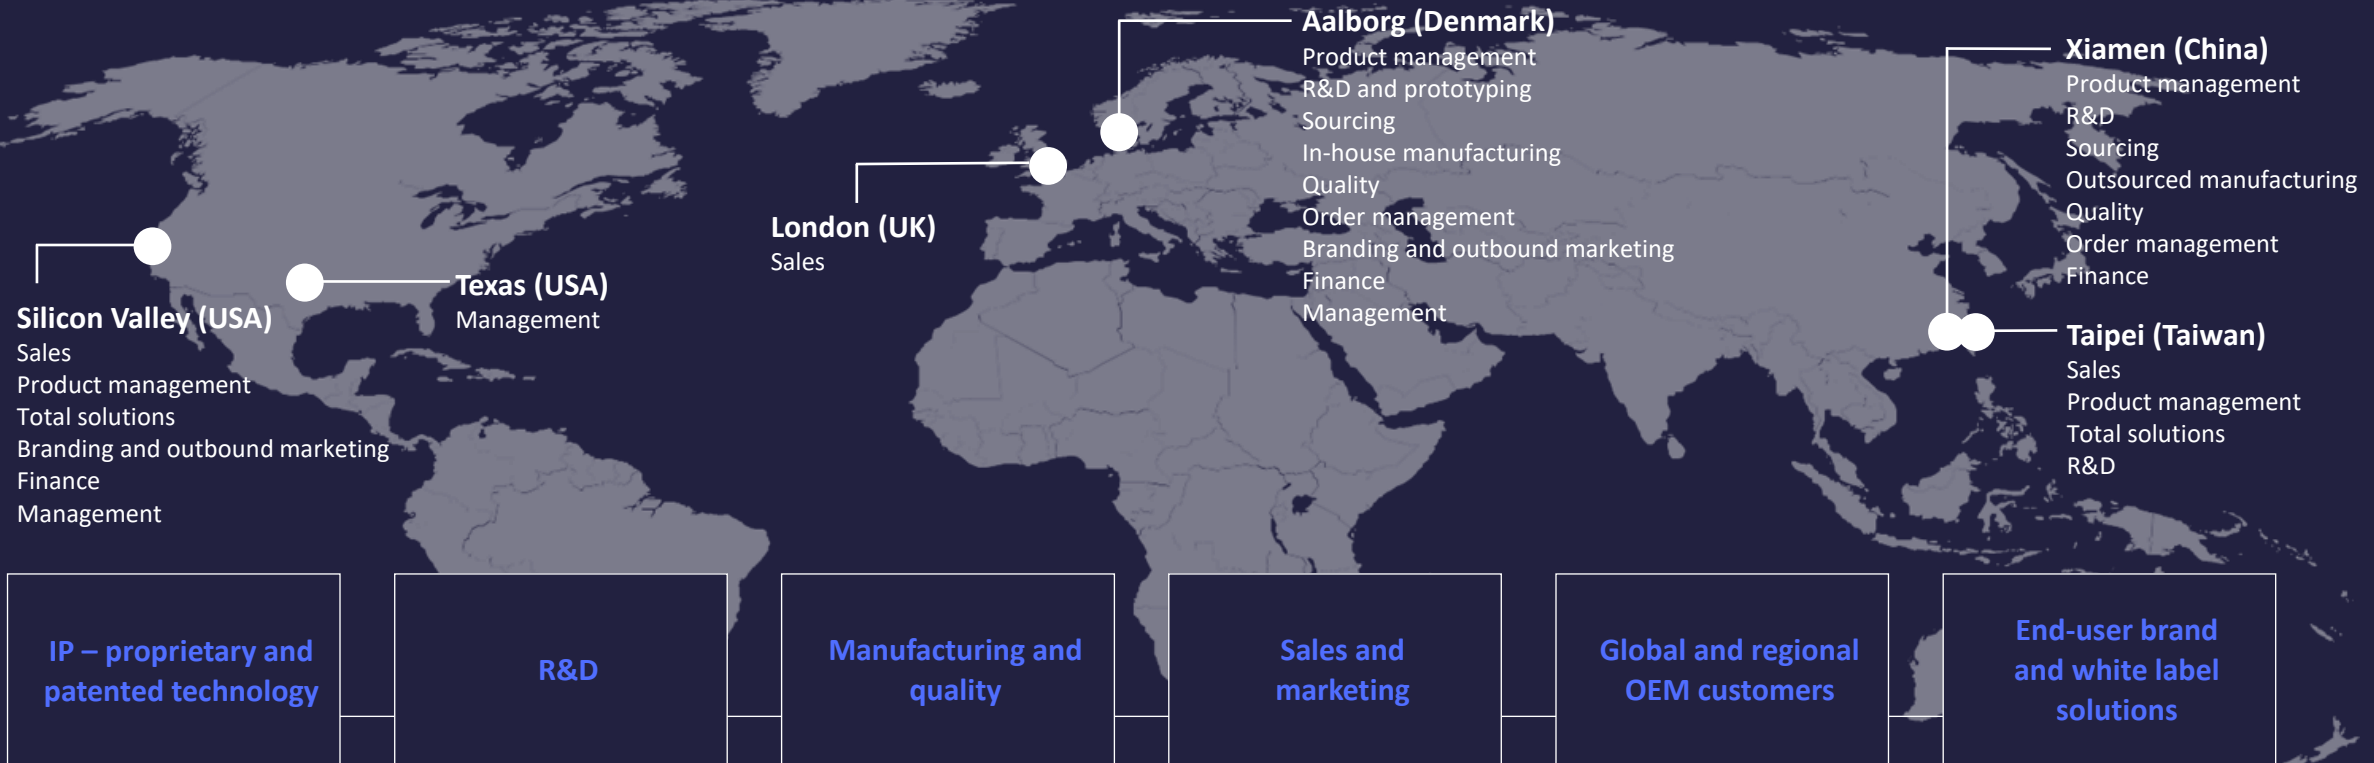 Silicon Valley (USA)
Sales
Product management
Total solutions
Branding and outbound marketing
Finance
Management
Texas (USA)
Management
London (UK)
Sales
Aalborg (Denmark)
Product management
R&D and prototyping
Sourcing
In-house manufacturing
Quality
Order management
Branding and outbound marketing
Finance
Management
Xiamen (China)
Product management
R&D
Sourcing
Outsourced manufacturing
Quality
Order management
Finance
Taipei (Taiwan)
Sales
Product management
Total solutions
R&D
IP – proprietary and
patented technology
R&D
Manufacturing and
quality
Sales and
marketing
Global and regional
OEM customers
End-user brand
and white label
solutions